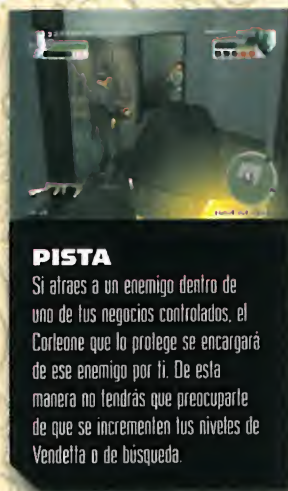 PISTA
Si atraes a un enemigo dentro de
uno de tus negocios controlados, el
Corleone que lo protege se encargará
de ese enemigo por ti. De esta
manera no tendrás que preocuparte
de que se incrementen tus niveles de
Vendetta o de búsqueda.